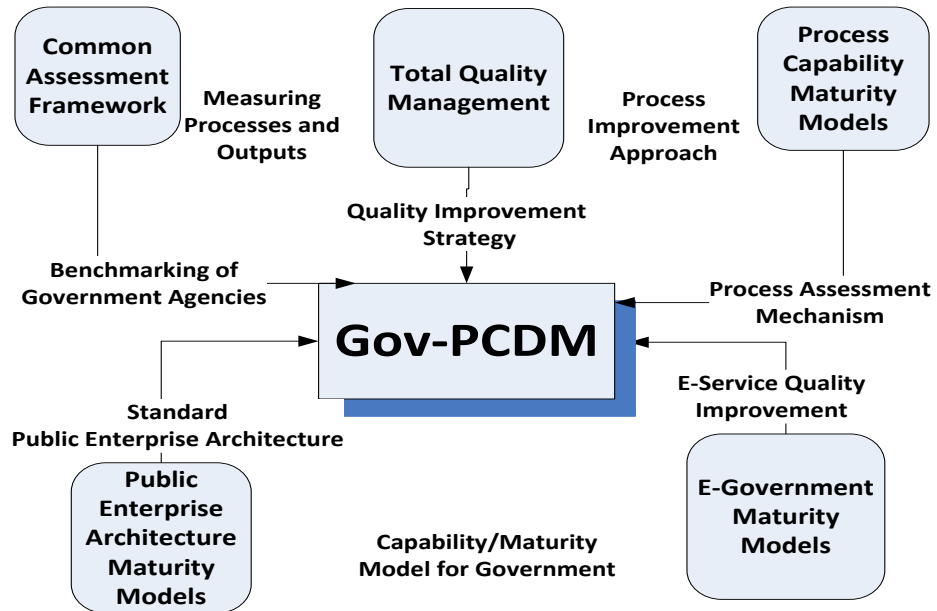 Common
Assessment
Framework
Measuring
Processes and
Outputs
Total Quality
Management
Process
Improvement
Approach
Process
Capability
Maturity
Models
Quality Improvement
Strategy
Benchmarking of
Government Agencies
Process Assessment
Mechanism
Gov-PCDM
E-Service Quality
Improvement
Standard
Public Enterprise Architecture
Public
Enterprise
Architecture
Maturity
Models
Capability/Maturity
Model for Government
E-Government
Maturity
Models